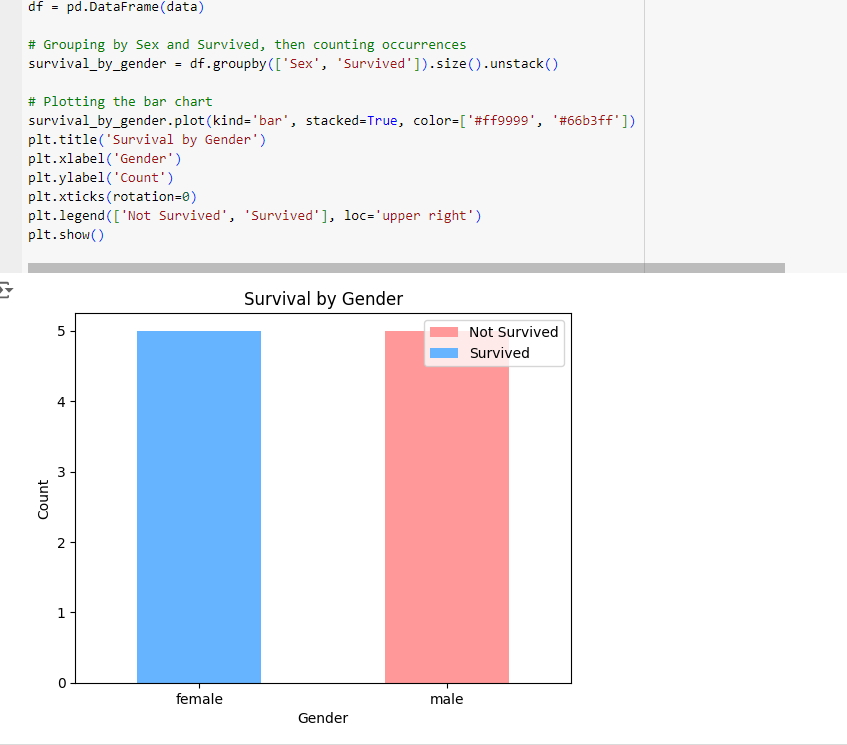 df = pd.DataFrame(data)
# Grouping by Sex and Survived, then counting occurrences
survival_by_gender = df.groupby(['Sex', 'Survived']).size().unstack()
# Plotting the bar chart
survival_by_gender.plot(kind='bar', stacked=True, color=['#ff9999', '#66b3ff'])
plt.title('Survival by Gender')
plt.xlabel('Gender')
plt.ylabel('Count')
plt.xticks(rotation=0)
plt.legend(['Not Survived', 'Survived'], loc='upper right')
plt.show()
Survival by Gender
Not Survived
Survived
5
4
3
2
1
0
Count
female
male
Gender